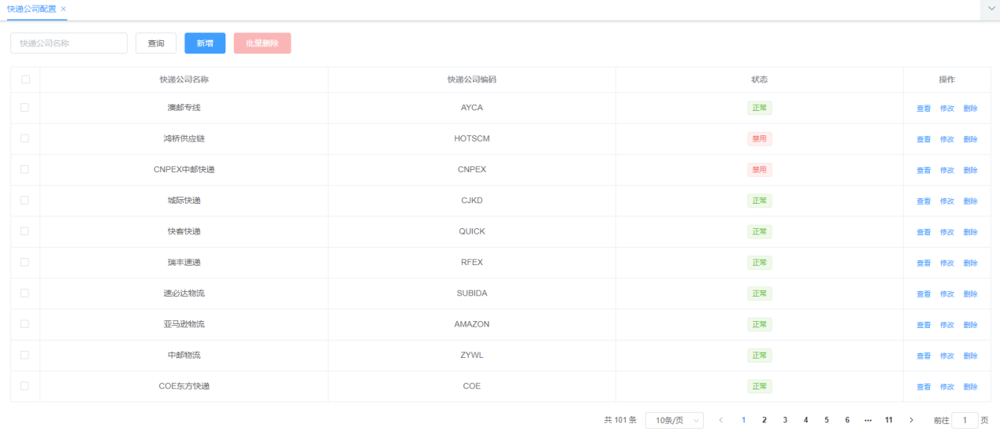 快递公司配置 ×
快递公司名称 查询 新增 批量删除
快递公司名称 快递公司编码 状态 操作
澳邮专线 AYCA 正常 查看 修改 删除
鸿桥供应链 HOTSCM 禁用 查看 修改 删除
CNPEX中邮快递 CNPEX 禁用 查看 修改 删除
城际快递 CJKD 正常 查看 修改 删除
快客快递 QUICK 正常 查看 修改 删除
瑞丰速递 RFEX 正常 查看 修改 删除
速必达物流 SUBIDA 正常 查看 修改 删除
亚马逊物流 AMAZON 正常 查看 修改 删除
中邮物流 ZYWL 正常 查看 修改 删除
COE东方快递 COE 正常 查看 修改 删除
共 101 条 10条/页 < 1 2 3 4 5 6 ••• 11 > 前往 1 页